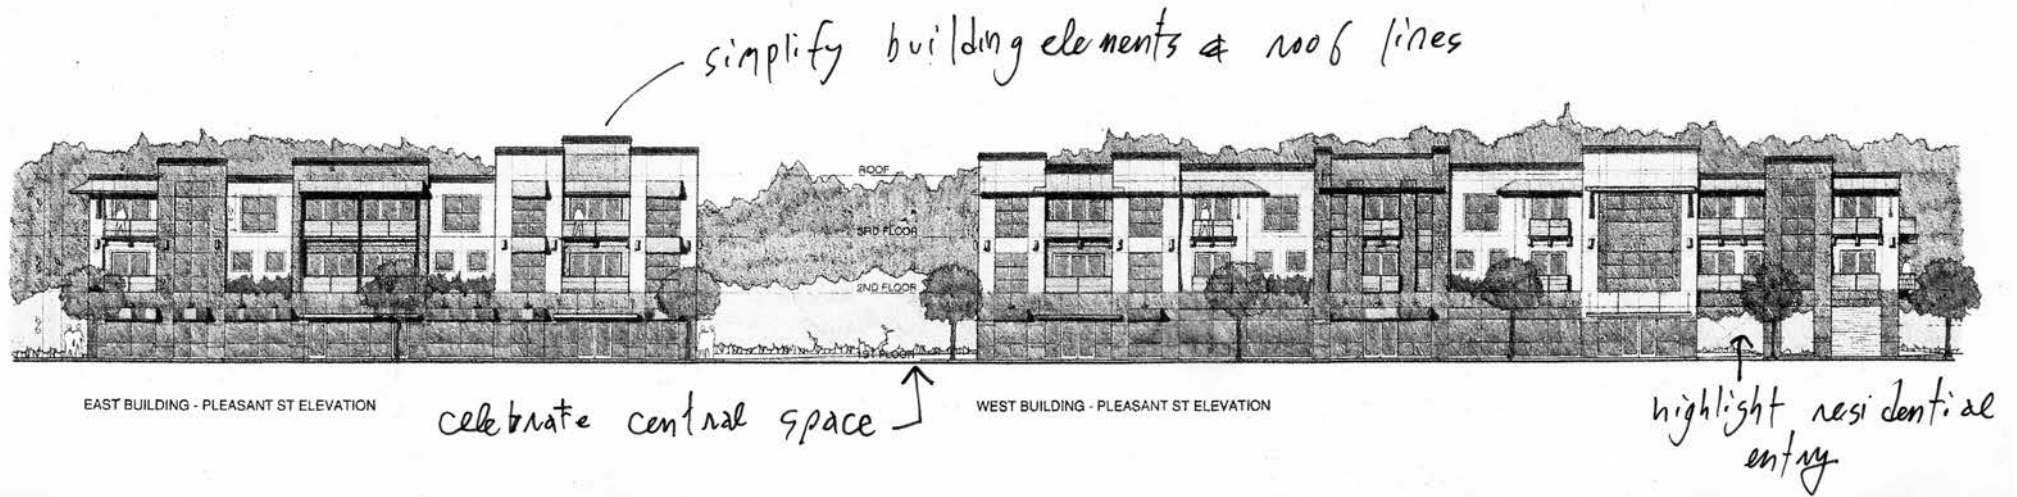 simplify building elements & roof lines
ROOF
3RD FLOOR
2ND FLOOR
1ST FLOOR
EAST BUILDING - PLEASANT ST ELEVATION
celebrate central space
WEST BUILDING - PLEASANT ST ELEVATION
highlight residential
entry